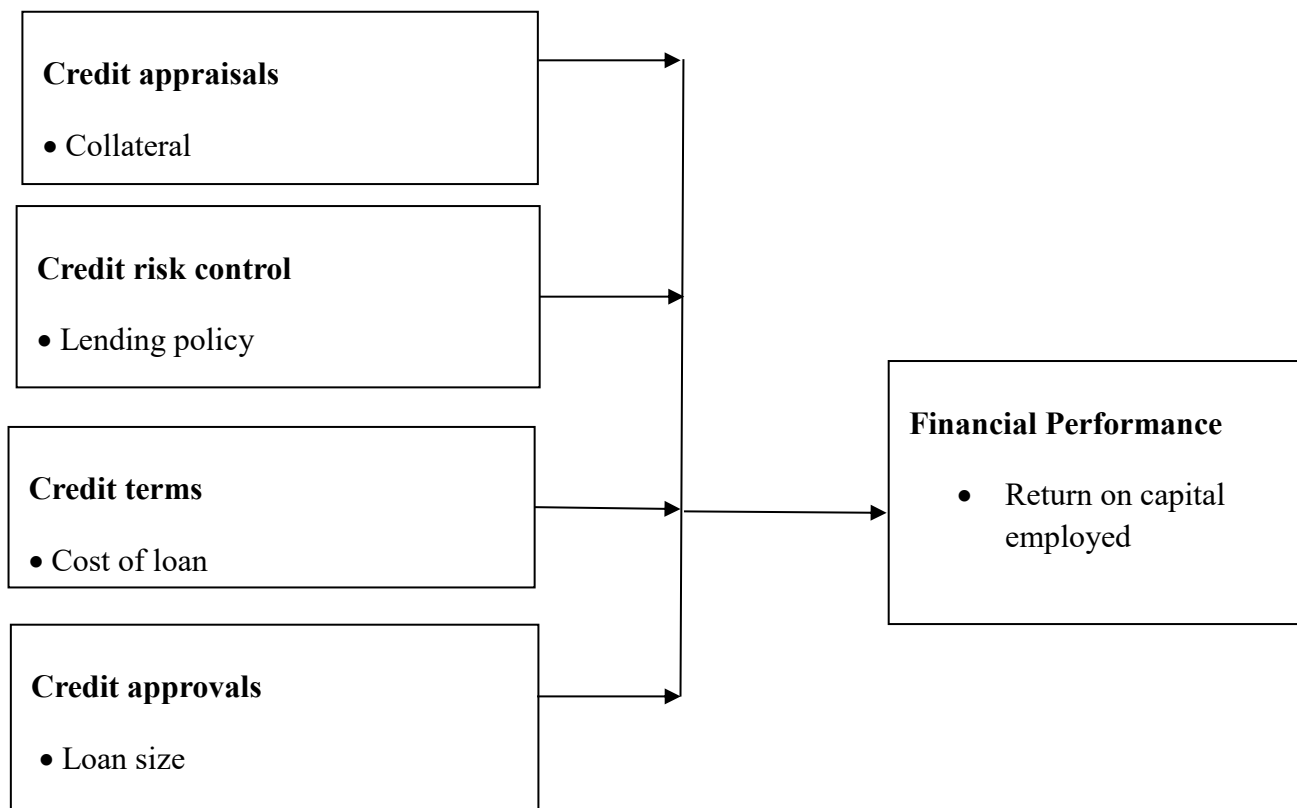 Credit appraisals
• Collateral
Credit risk control
• Lending policy
Credit terms
• Cost of loan
Credit approvals
• Loan size
Financial Performance
• Return on capital
employed